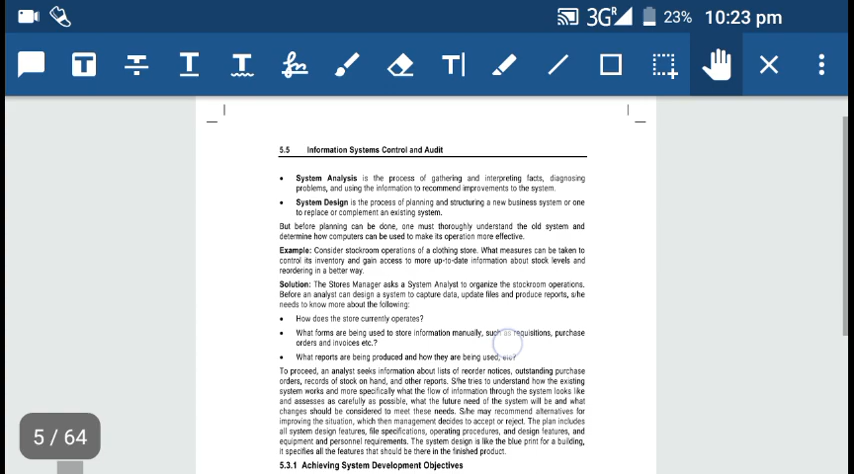 3G R 23% 10:23 pm
T T T T T
5.5 Information Systems Control and Audit
• System Analysis is the process of gathering and interpreting facts, diagnosing
problems, and using the information to recommend improvements to the system.
• System Design is the process of planning and structuring a new business system or one
to replace or complement an existing system.
But before planning can be done, one must thoroughly understand the old system and
determine how computers can be used to make its operation more effective.
Example: Consider stockroom operations of a clothing store. What measures can be taken to
control its inventory and gain access to more up-to-date information about stock levels and
reordering in a better way.
Solution: The Stores Manager asks a System Analyst to organize the stockroom operations.
Before an analyst can design a system to capture data, update files and produce reports, s/he
needs to know more about the following:
• How does the store currently operates?
• What forms are being used to store information manually, such as requisitions, purchase
orders and invoices etc.?
• What reports are being produced and how they are being used, etc?
To proceed, an analyst seeks information about lists of reorder notices, outstanding purchase
orders, records of stock on hand, and other reports. S/he tries to understand how the existing
system works and more specifically what the flow of information through the system looks like
and assesses as carefully as possible, what the future need of the system will be and what
changes should be considered to meet these needs. S/he may recommend alternatives for
improving the situation, which then management decides to accept or reject. The plan includes
all system design features, file specifications, operating procedures, and design features, and
equipment and personnel requirements. The system design is like the blue print for a building,
it specifies all the features that should be there in the finished product.
5 / 64
5.3.1 Achieving System Development Objectives